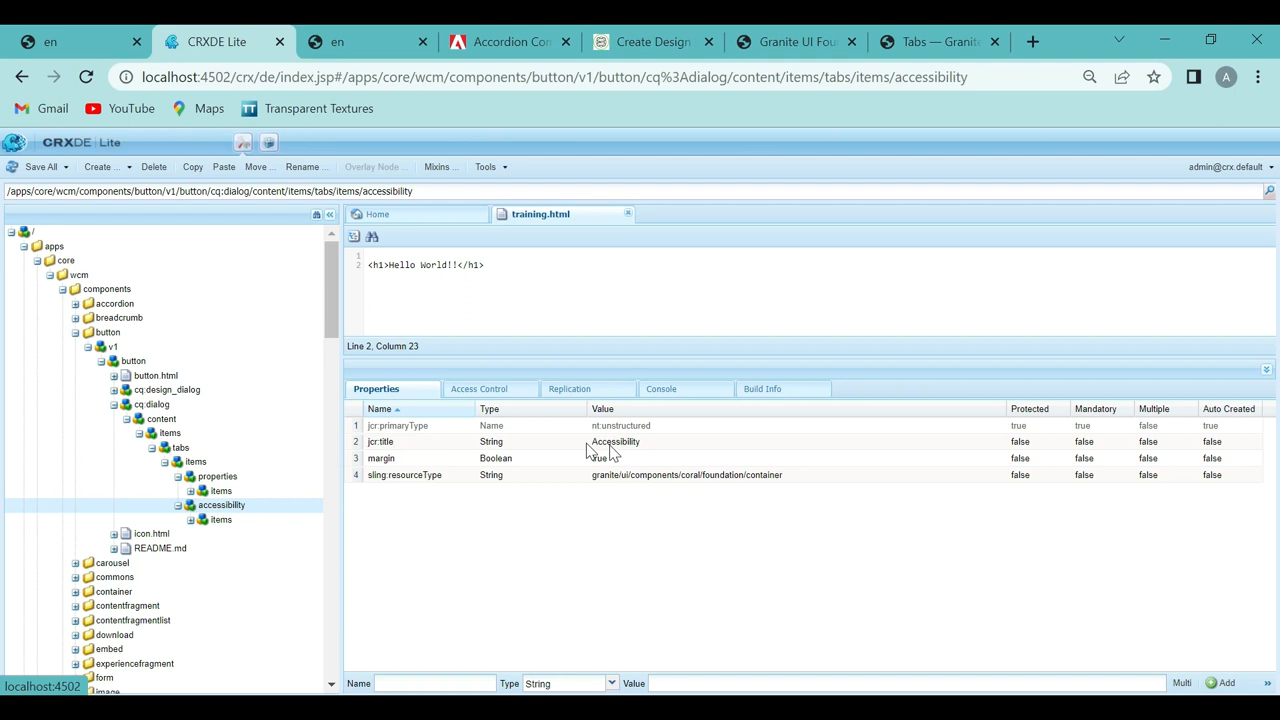 en
CRXDE Lite
en
Accordion Con
Create Design
Granite UI Fou
Tabs — Granite
localhost:4502/crx/de/index.jsp#/apps/core/wcm/components/button/v1/button/cq%3Adialog/content/items/tabs/items/accessibility
A
Gmail
YouTube
Maps
TT
Transparent Textures
CRXDE Lite
Save All
Create ...
Delete
Copy
Paste
Move ...
Rename ...
Overlay Node ...
Mixins ...
Tools
admin@crx.default
/apps/core/wcm/components/button/v1/button/cq:dialog/content/items/tabs/items/accessibility
/
apps
core
wcm
components
accordion
breadcrumb
button
v1
button
button.html
cq:design_dialog
cq:dialog
content
items
tabs
items
properties
items
accessibility
items
icon.html
README.md
carousel
commons
container
contentfragment
contentfragmentlist
download
embed
experiencefragment
form
image
localhost:4502
Home
training.html
1
2 <h1>Hello World!!</h1>
Line 2, Column 23
Properties
Access Control
Replication
Console
Build Info
Name Type Value Protected Mandatory Multiple Auto Created
1 jcr:primaryType Name nt:unstructured true true false true
2 jcr:title String Accessibility false false false false
3 margin Boolean true false false false false
4 sling:resourceType String granite/ui/components/coral/foundation/container false false false false
Name Type String Value Multi Add »